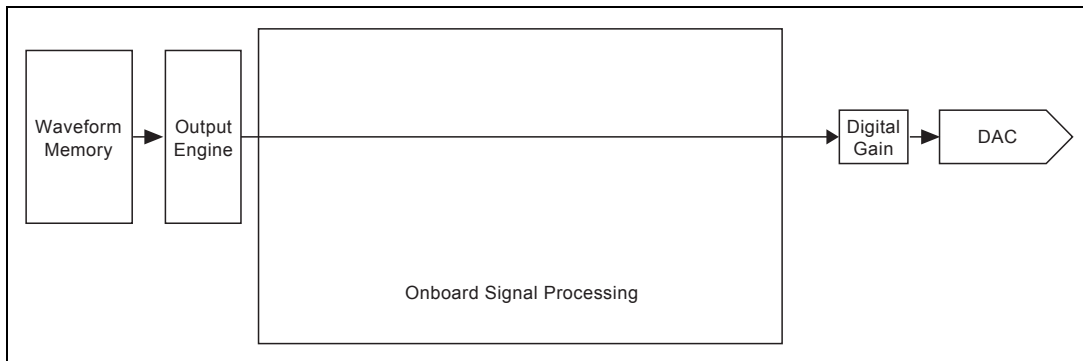 Waveform
Memory
Output
Engine
Digital
Gain
DAC
Onboard Signal Processing